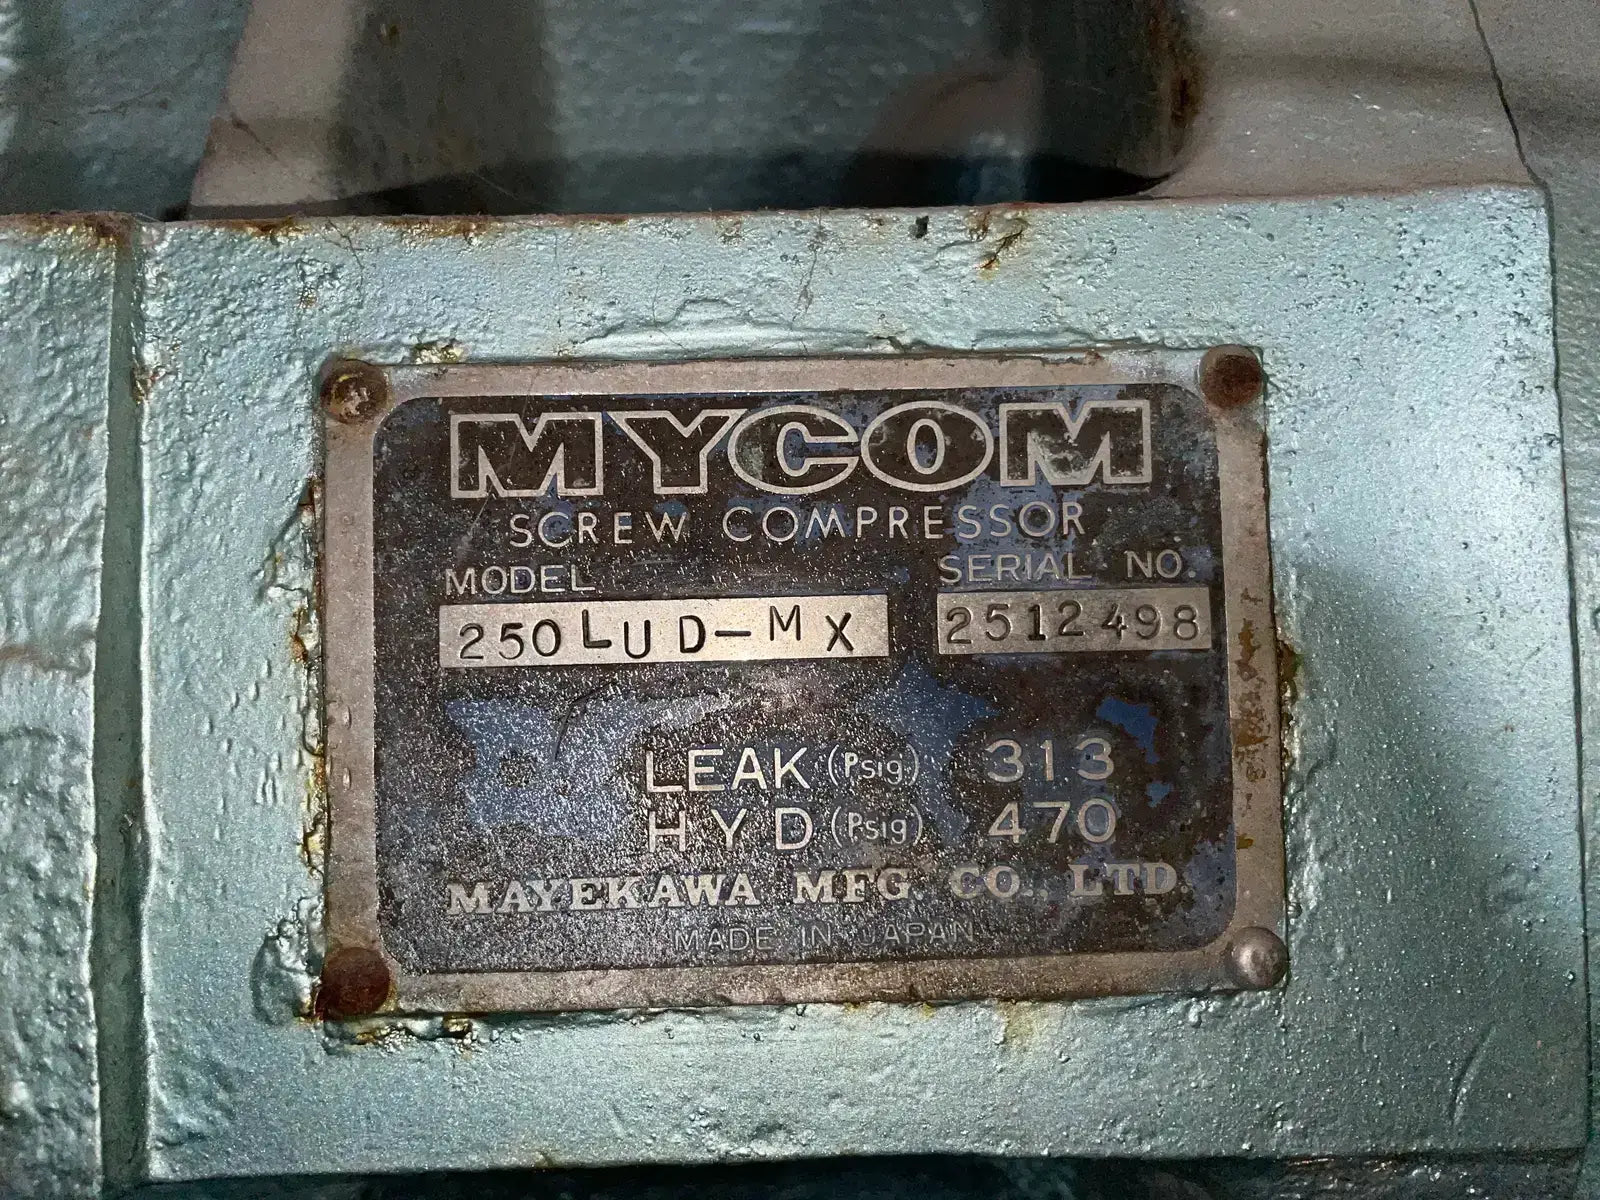 MYCOM
SCREW COMPRESSOR
MODEL SERIAL NO.
250LUD-MX 2512498
LEAK (Psig) 313
HYD (Psig) 470
MAYEKAWA MFG. CO., LTD
MADE IN JAPAN